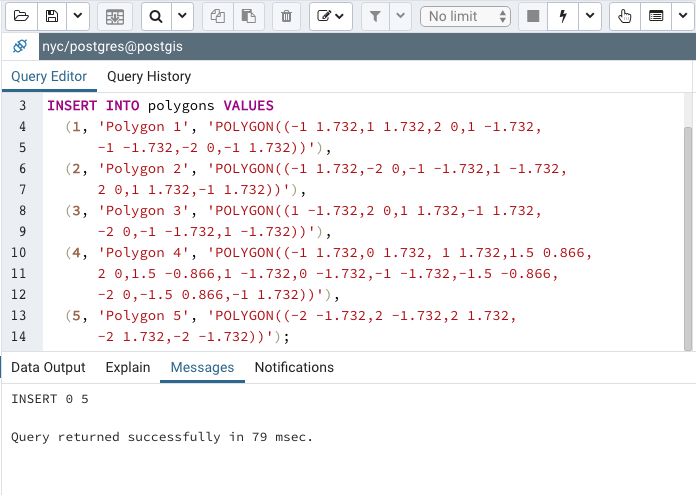 No limit
nyc/postgres@postgis
Query Editor Query History
3 INSERT INTO polygons VALUES
4 (1, 'Polygon 1', 'POLYGON((-1 1.732,1 1.732,2 0,1 -1.732,
5 -1 -1.732,-2 0,-1 1.732))'),
6 (2, 'Polygon 2', 'POLYGON((-1 1.732,-2 0,-1 -1.732,1 -1.732,
7 2 0,1 1.732,-1 1.732))'),
8 (3, 'Polygon 3', 'POLYGON((1 -1.732,2 0,1 1.732,-1 1.732,
9 -2 0,-1 -1.732,1 -1.732))'),
10 (4, 'Polygon 4', 'POLYGON((-1 1.732,0 1.732, 1 1.732,1.5 0.866,
11 2 0,1.5 -0.866,1 -1.732,0 -1.732,-1 -1.732,-1.5 -0.866,
12 -2 0,-1.5 0.866,-1 1.732))'),
13 (5, 'Polygon 5', 'POLYGON((-2 -1.732,2 -1.732,2 1.732,
14 -2 1.732,-2 -1.732))');
Data Output Explain Messages Notifications
INSERT 0 5
Query returned successfully in 79 msec.